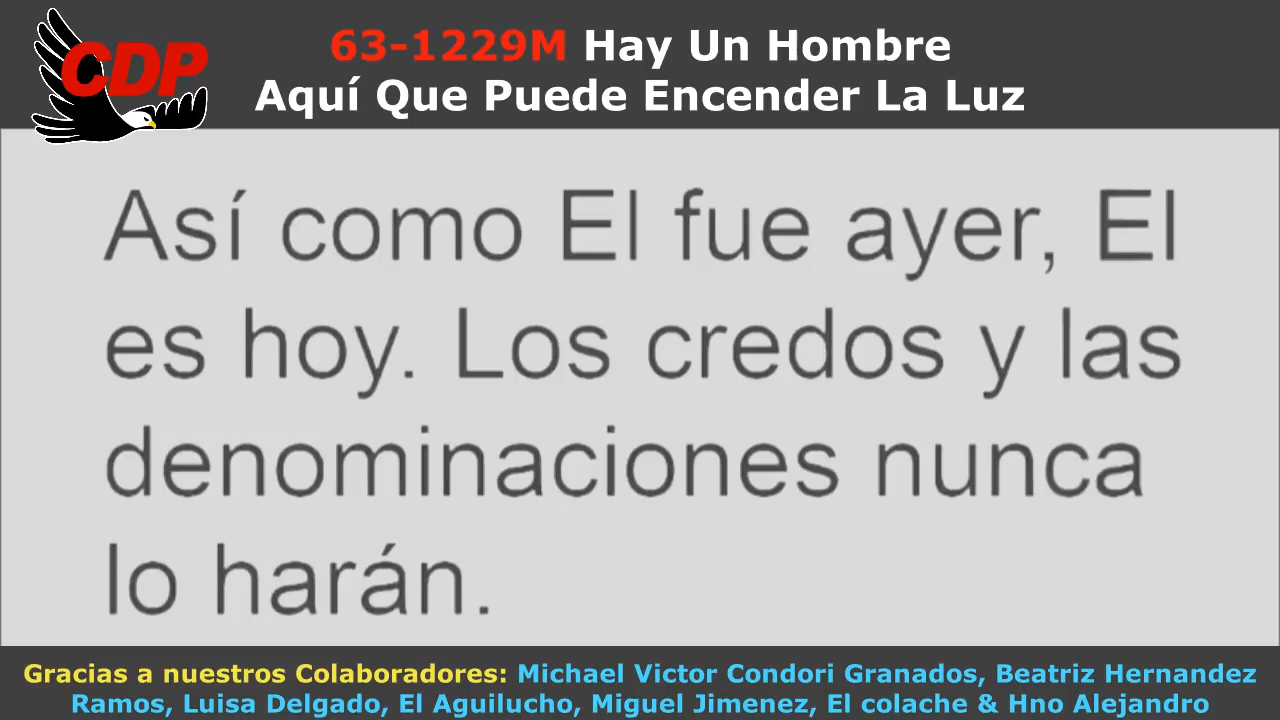 CDP
63-1229M Hay Un Hombre
Aquí Que Puede Encender La Luz
Así como El fue ayer, El
es hoy. Los credos y las
denominaciones nunca
lo harán.
Gracias a nuestros Colaboradores: Michael Victor Condori Granados, Beatriz Hernandez
Ramos, Luisa Delgado, El Aguilucho, Miguel Jimenez, El colache & Hno Alejandro